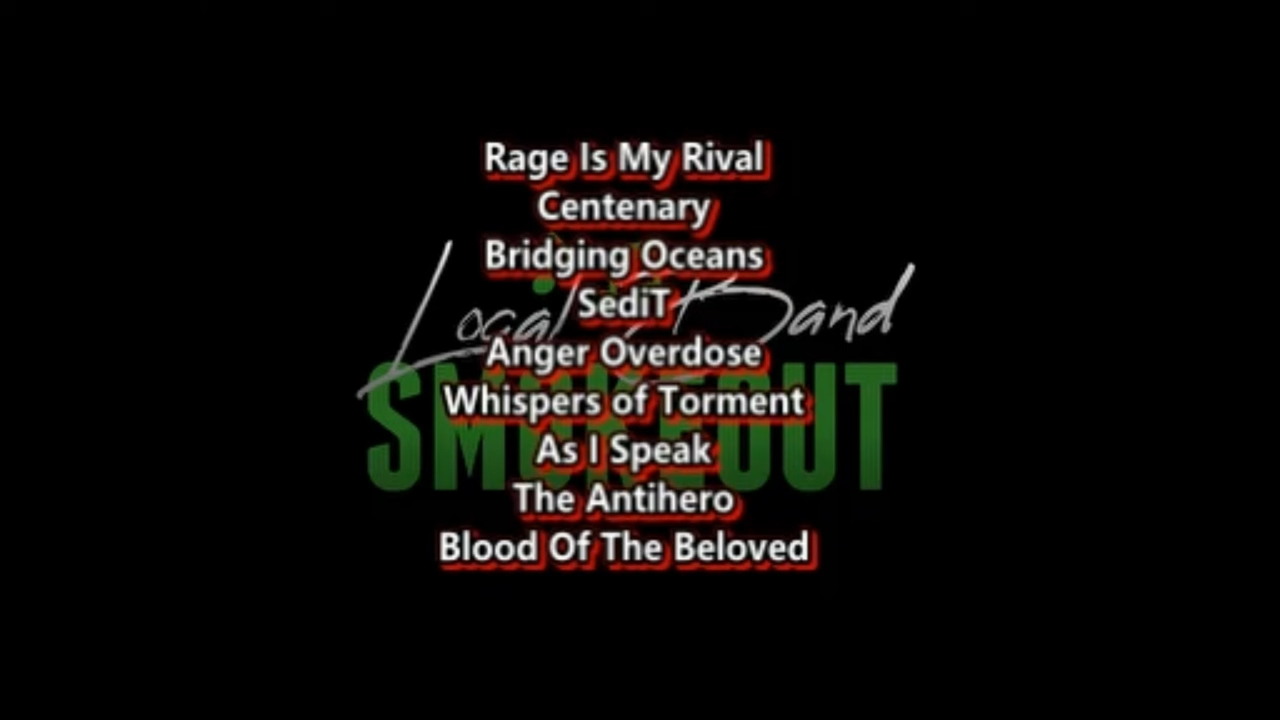 Rage Is My Rival
Centenary
Bridging Oceans
SediT
Anger Overdose
Whispers of Torment
As I Speak
The Antihero
Blood Of The Beloved
Local Band
SMOKEOUT